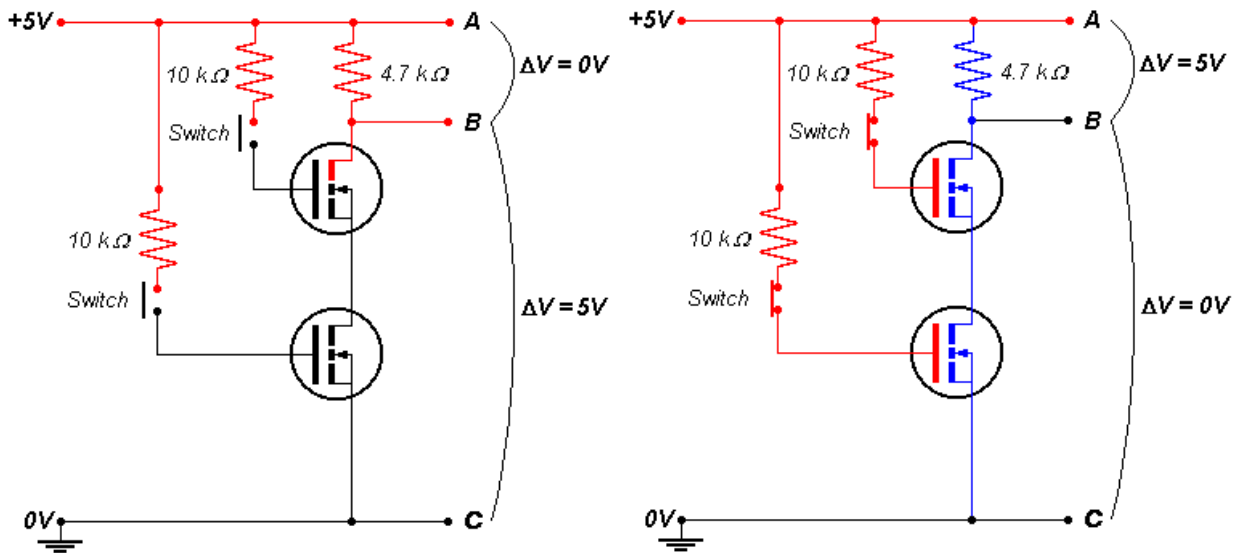 +5V
A
10 kΩ
4.7 kΩ
ΔV = 0V
Switch
B
10 kΩ
Switch
ΔV = 5V
0V
C
+5V
A
10 kΩ
4.7 kΩ
ΔV = 5V
Switch
B
10 kΩ
Switch
ΔV = 0V
0V
C